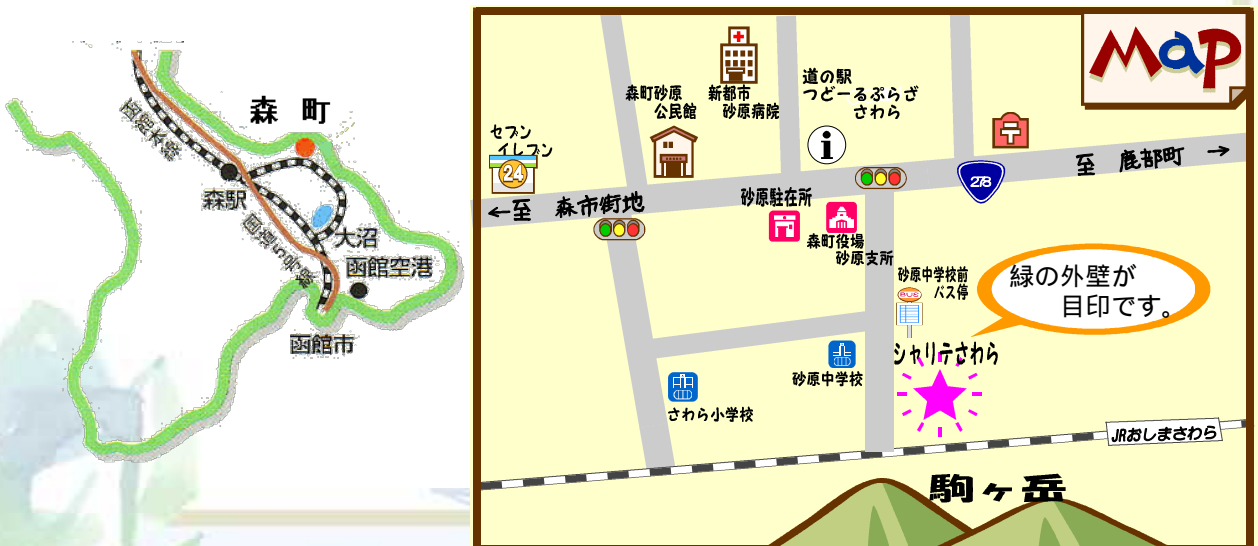 森 町
函館本線
森駅
国道5号線
大沼
函館空港
函館市
MaP
セブン
イレブン
24
森町砂原
公民館
新都市
砂原病院
道の駅
つどーるぷらざ
さわら
i
〒
278
至 鹿部町 →
←至 森市街地
砂原駐在所
森町役場
砂原支所
砂原中学校前
バス停
BUS
緑の外壁が
目印です。
シャリテさわら
砂原中学校
さわら小学校
JRおしまさわら
駒ヶ岳